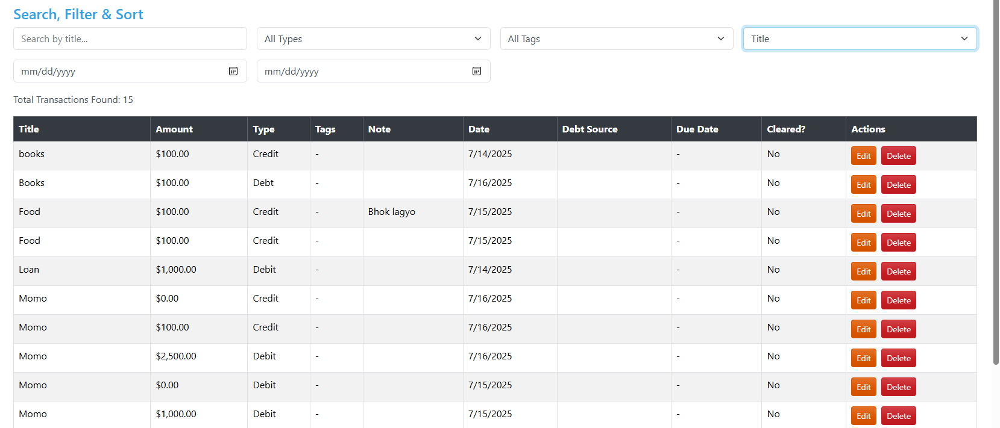 Search, Filter & Sort
Search by title... All Types All Tags Title
mm/dd/yyyy mm/dd/yyyy
Total Transactions Found: 15
Title Amount Type Tags Note Date Debt Source Due Date Cleared? Actions
books $100.00 Credit - 7/14/2025 - No Edit Delete
Books $100.00 Debt - 7/16/2025 - No Edit Delete
Food $100.00 Credit - Bhok lagyo 7/15/2025 - No Edit Delete
Food $100.00 Credit - 7/15/2025 - No Edit Delete
Loan $1,000.00 Debit - 7/14/2025 - No Edit Delete
Momo $0.00 Credit - 7/16/2025 - No Edit Delete
Momo $100.00 Credit - 7/16/2025 - No Edit Delete
Momo $2,500.00 Debit - 7/16/2025 - No Edit Delete
Momo $0.00 Debit - 7/15/2025 - No Edit Delete
Momo $1,000.00 Debit - 7/15/2025 - No Edit Delete